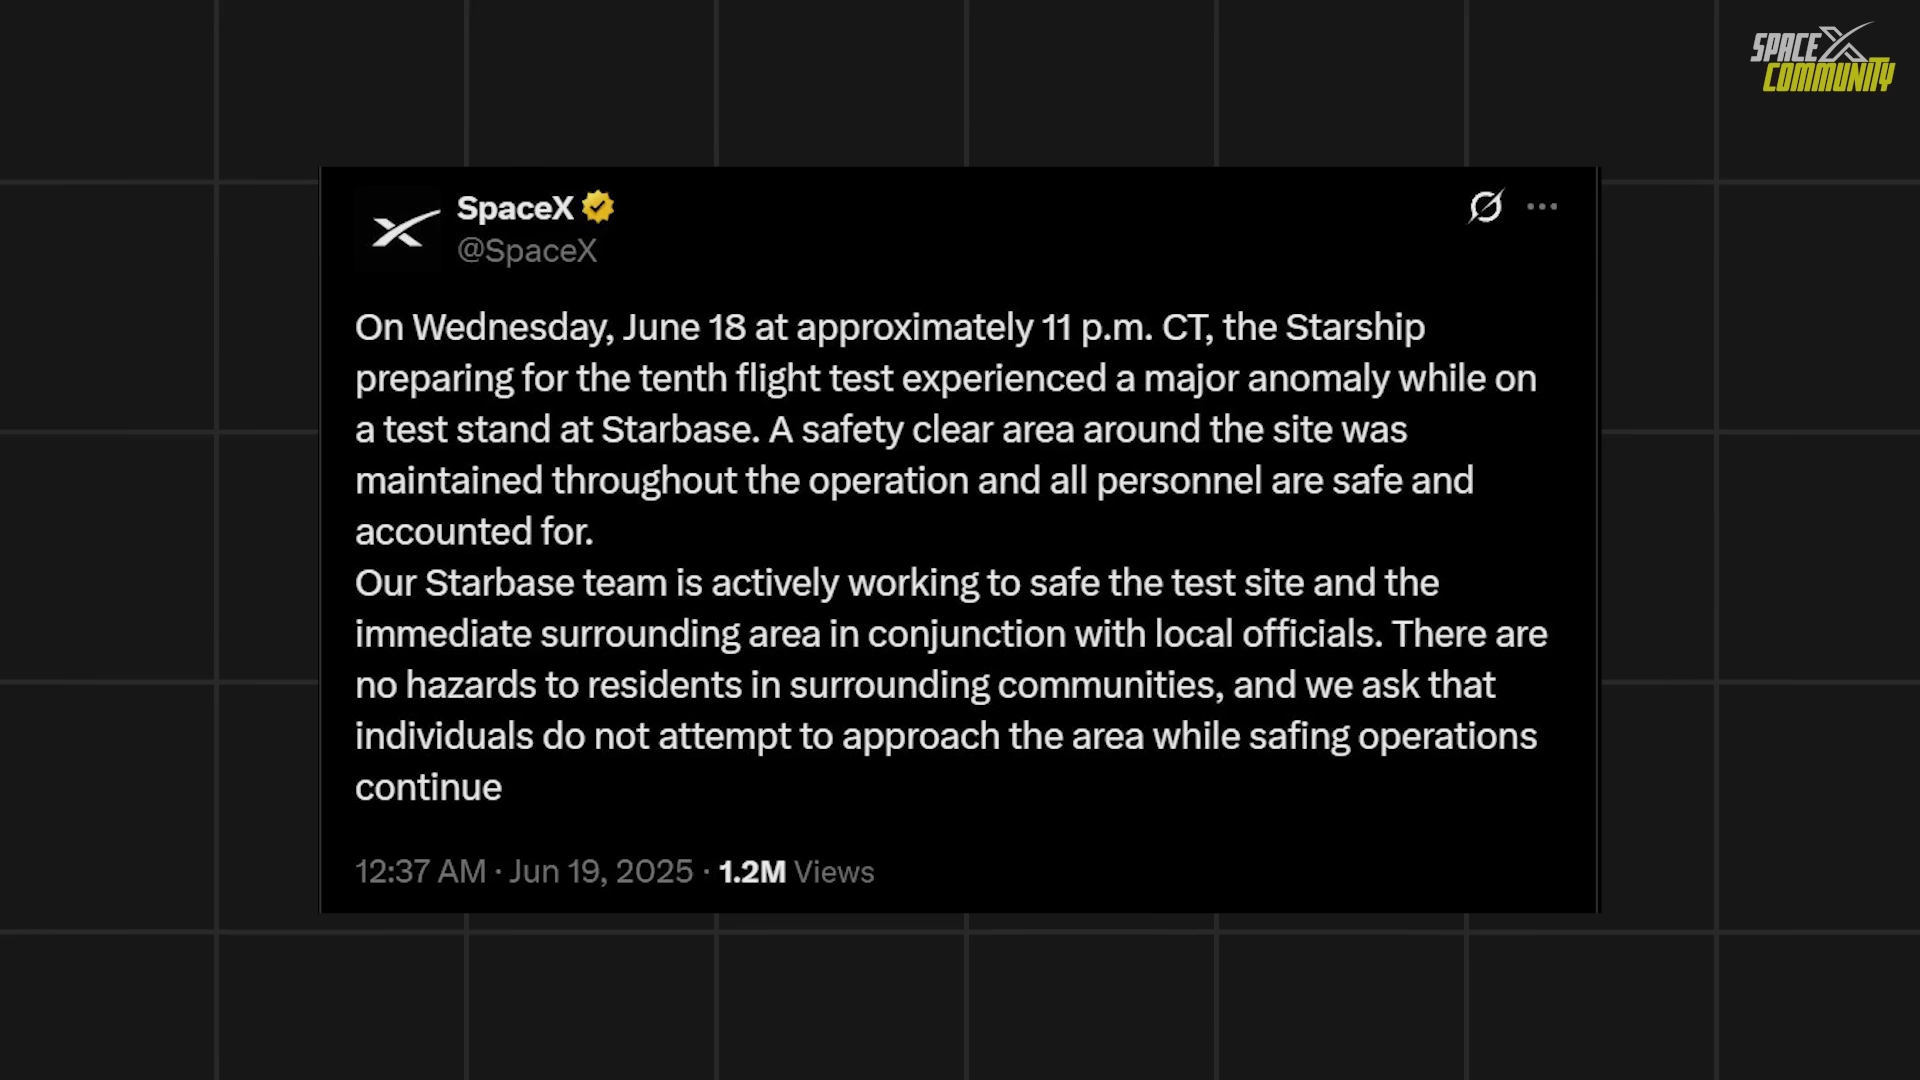 SPACEX
COMMUNITY
SpaceX
@SpaceX
On Wednesday, June 18 at approximately 11 p.m. CT, the Starship
preparing for the tenth flight test experienced a major anomaly while on
a test stand at Starbase. A safety clear area around the site was
maintained throughout the operation and all personnel are safe and
accounted for.
Our Starbase team is actively working to safe the test site and the
immediate surrounding area in conjunction with local officials. There are
no hazards to residents in surrounding communities, and we ask that
individuals do not attempt to approach the area while safing operations
continue
12:37 AM · Jun 19, 2025 · 1.2M Views